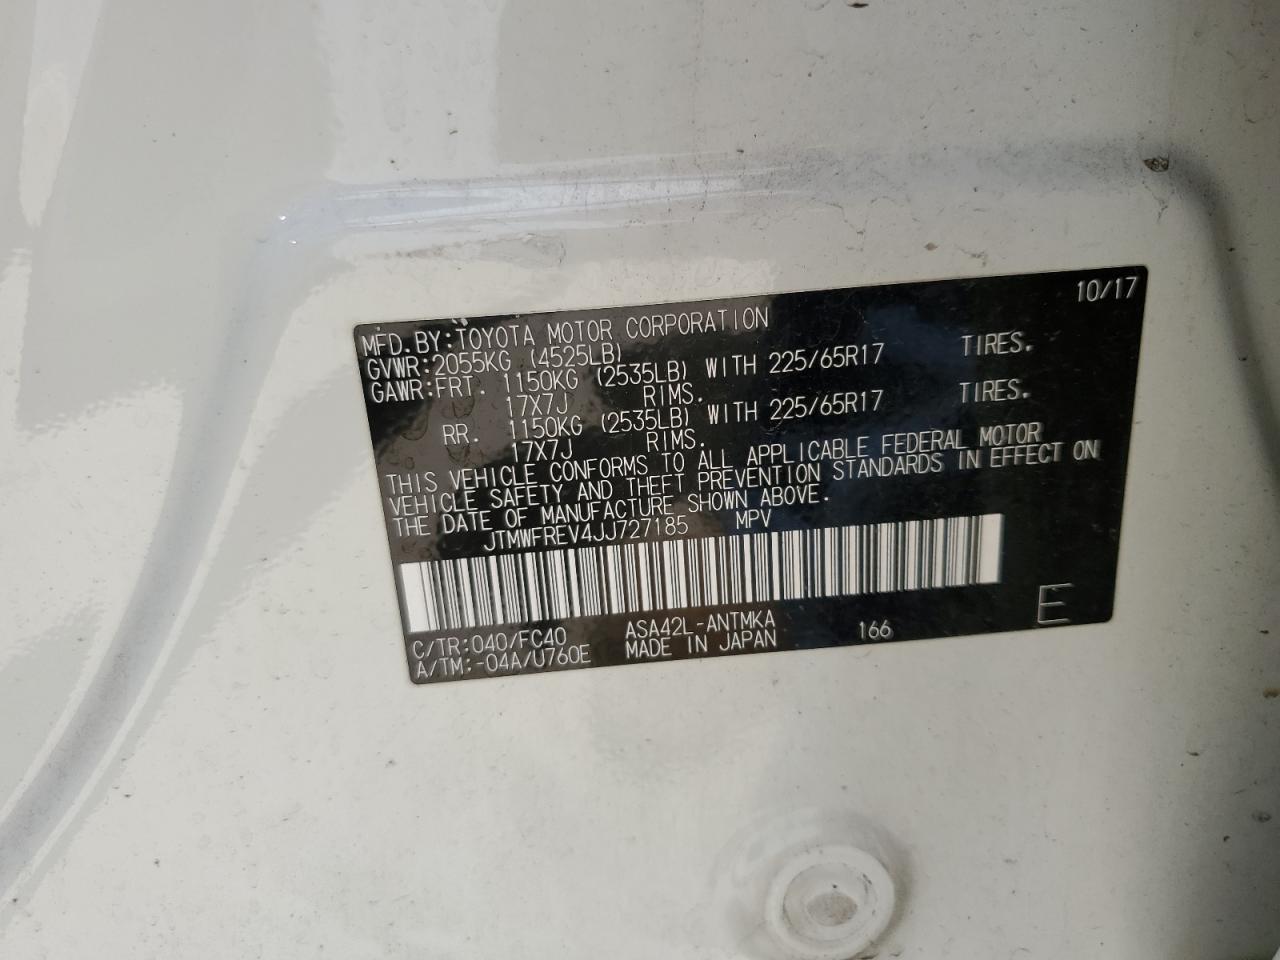 10/17
MFD.BY:TOYOTA MOTOR CORPORATION
GVWR:2055KG (4525LB)
GAWR:FRT. 1150KG (2535LB) WITH 225/65R17 TIRES.
17X7J RIMS.
RR. 1150KG (2535LB) WITH 225/65R17 TIRES.
17X7J RIMS.
THIS VEHICLE CONFORMS TO ALL APPLICABLE FEDERAL MOTOR
VEHICLE SAFETY AND THEFT PREVENTION STANDARDS IN EFFECT ON
THE DATE OF MANUFACTURE SHOWN ABOVE.
JTMWFREV4JJ727185 MPV
C/TR:040/FC40 ASA42L-ANTMKA 166 E
A/TM:-04A/U760E MADE IN JAPAN